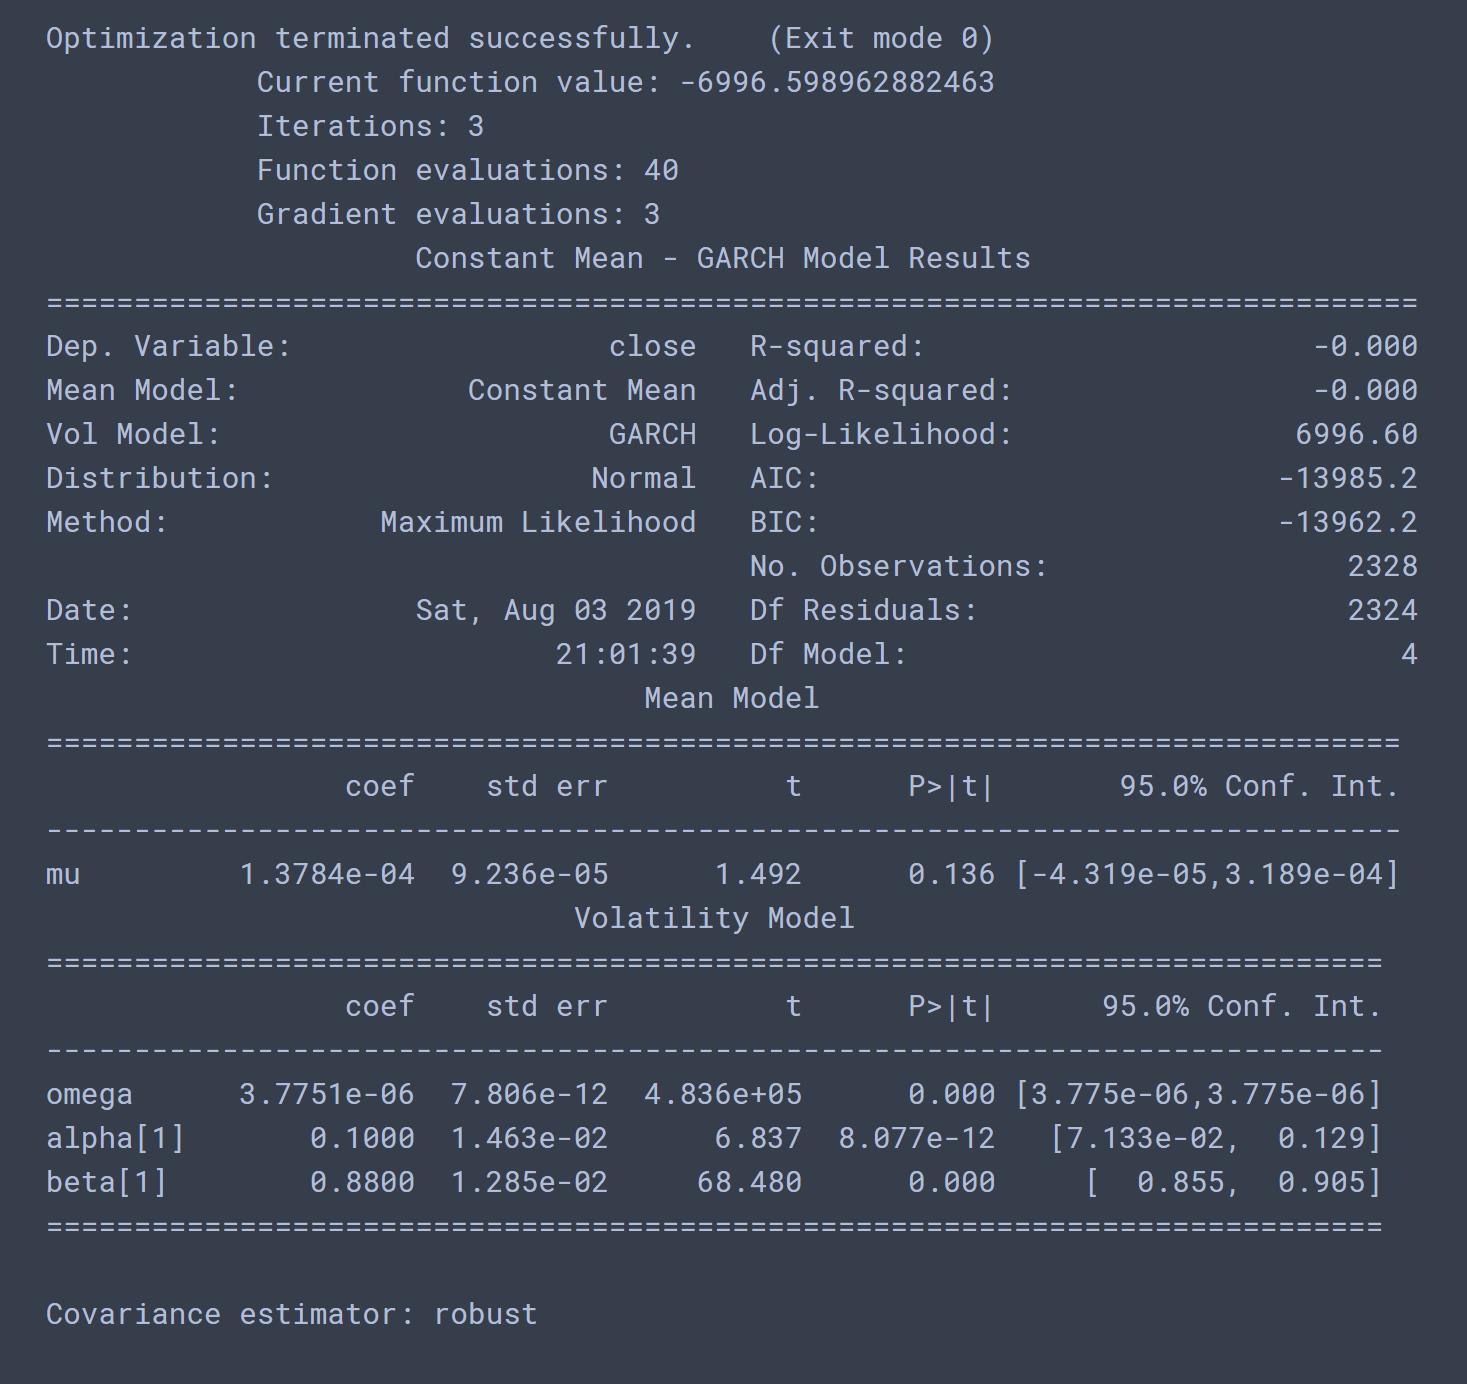 Optimization terminated successfully.    (Exit mode 0)
            Current function value: -6996.598962882463
            Iterations: 3
            Function evaluations: 40
            Gradient evaluations: 3
                     Constant Mean - GARCH Model Results
==============================================================================
Dep. Variable:                  close   R-squared:                      -0.000
Mean Model:             Constant Mean   Adj. R-squared:                 -0.000
Vol Model:                      GARCH   Log-Likelihood:                6996.60
Distribution:                  Normal   AIC:                          -13985.2
Method:            Maximum Likelihood   BIC:                          -13962.2
                                        No. Observations:                 2328
Date:                Sat, Aug 03 2019   Df Residuals:                     2324
Time:                        21:01:39   Df Model:                            4
                                  Mean Model
=============================================================================
                 coef    std err          t      P>|t|       95.0% Conf. Int.
-----------------------------------------------------------------------------
mu         1.3784e-04  9.236e-05      1.492      0.136 [-4.319e-05,3.189e-04]
                              Volatility Model
============================================================================
                 coef    std err          t      P>|t|      95.0% Conf. Int.
----------------------------------------------------------------------------
omega      3.7751e-06  7.806e-12  4.836e+05      0.000 [3.775e-06,3.775e-06]
alpha[1]       0.1000  1.463e-02      6.837  8.077e-12   [7.133e-02,  0.129]
beta[1]        0.8800  1.285e-02     68.480      0.000     [  0.855,  0.905]
============================================================================

Covariance estimator: robust